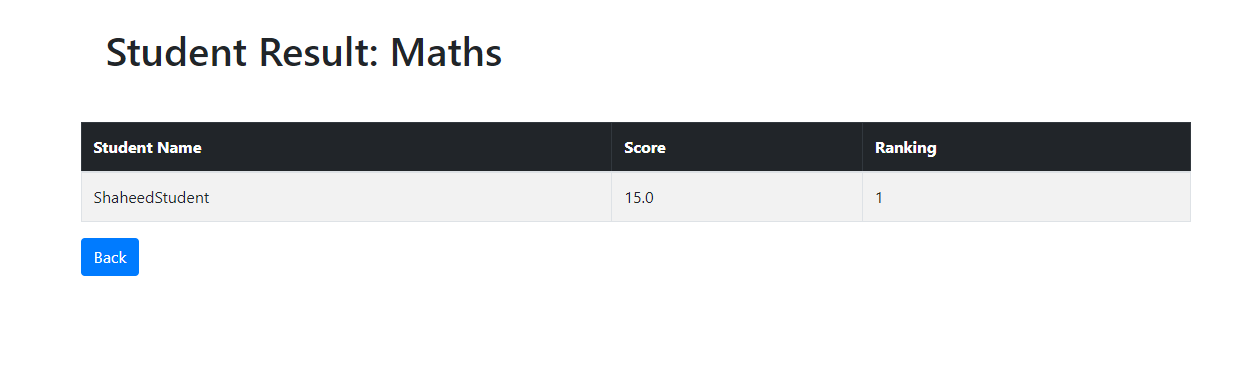 Student Result: Maths
Student Name Score Ranking
ShaheedStudent 15.0 1
Back